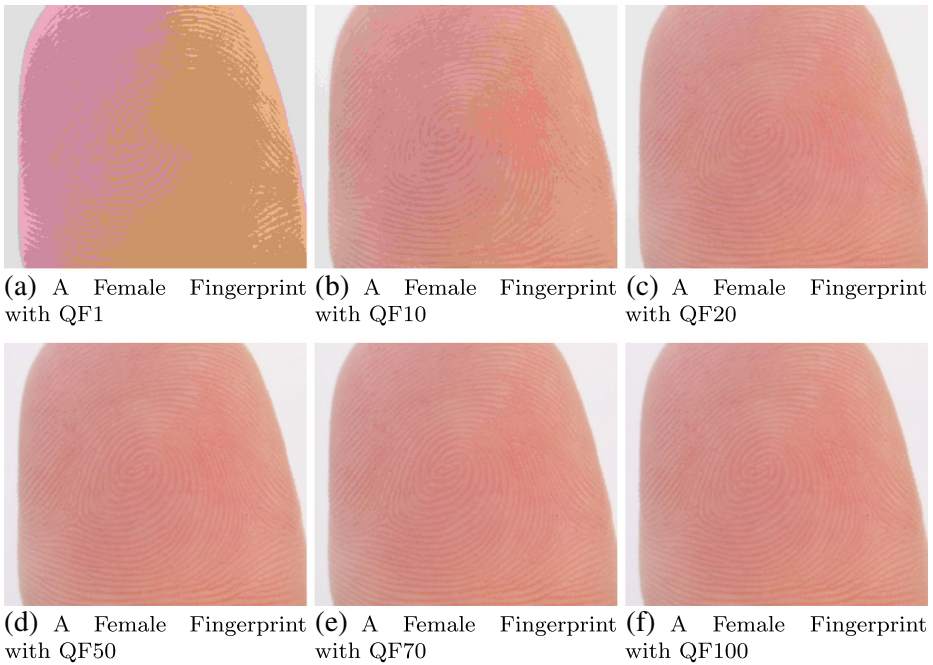 (a) A Female Fingerprint
with QF1
(b) A Female Fingerprint
with QF10
(c) A Female Fingerprint
with QF20
(d) A Female Fingerprint
with QF50
(e) A Female Fingerprint
with QF70
(f) A Female Fingerprint
with QF100